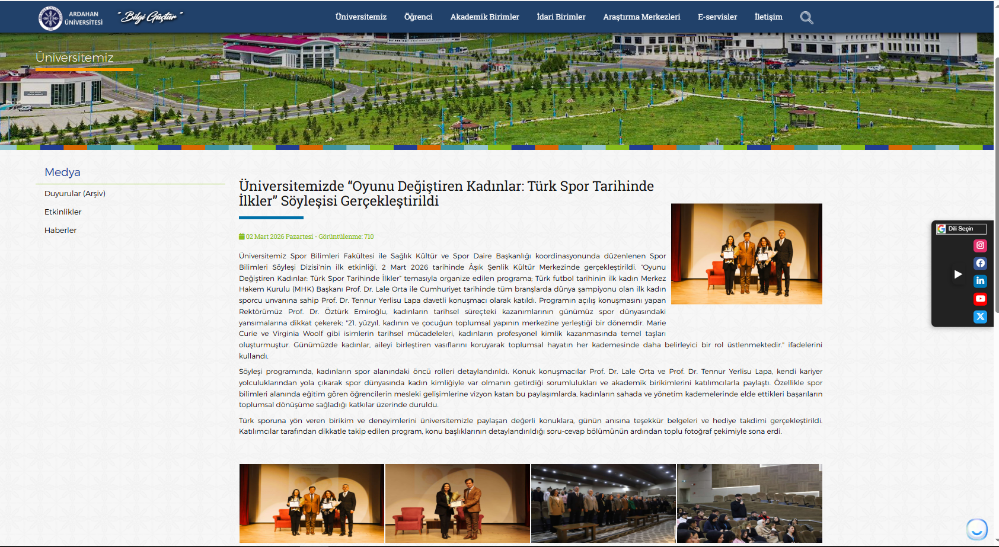 ARDAHAN
ÜNİVERSİTESİ
" Bilgi Güçtür "
Üniversitemiz
Öğrenci
Akademik Birimler
İdari Birimler
Araştırma Merkezleri
E-servisler
İletişim
Üniversitemiz
Medya
Duyurular (Arşiv)
Etkinlikler
Haberler
Üniversitemizde “Oyunu Değiştiren Kadınlar: Türk Spor Tarihinde
İlkler” Söyleşisi Gerçekleştirildi
02 Mart 2026 Pazartesi - Görüntülenme: 710
Üniversitemiz Spor Bilimleri Fakültesi ile Sağlık Kültür ve Spor Daire Başkanlığı koordinasyonunda düzenlenen Spor
Bilimleri Söyleşi Dizisi’nin ilk etkinliği, 2 Mart 2026 tarihinde Âşık Şenlik Kültür Merkezinde gerçekleştirildi. “Oyunu
Değiştiren Kadınlar: Türk Spor Tarihinde İlkler” temasıyla organize edilen programa; Türk futbol tarihinin ilk kadın Merkez
Hakem Kurulu (MHK) Başkanı Prof. Dr. Lale Orta ile Cumhuriyet tarihinde tüm branşlarda dünya şampiyonu olan ilk kadın
sporcu unvanına sahip Prof. Dr. Tennur Yerlisu Lapa davetli konuşmacı olarak katıldı. Programın açılış konuşmasını yapan
Rektörümüz Prof. Dr. Öztürk Emiroğlu, kadınların tarihsel süreçteki kazanımlarının günümüz spor dünyasındaki
yansımalarına dikkat çekerek; "21. yüzyıl, kadının ve çocuğun toplumsal yapının merkezine yerleştiği bir dönemdir. Marie
Curie ve Virginia Woolf gibi isimlerin tarihsel mücadeleleri, kadınların profesyonel kimlik kazanmasında temel taşları
oluşturmuştur. Günümüzde kadınlar, aileyi birleştiren vasıflarını koruyarak toplumsal hayatın her kademesinde daha belirleyici bir rol üstlenmektedir." ifadelerini
kullandı.
Söyleşi programında, kadınların spor alanındaki öncü rolleri detaylandırıldı. Konuk konuşmacılar Prof. Dr. Lale Orta ve Prof. Dr. Tennur Yerlisu Lapa, kendi kariyer
yolculuklarından yola çıkarak spor dünyasında kadın kimliğiyle var olmanın getirdiği sorumlulukları ve akademik birikimlerini katılımcılarla paylaştı. Özellikle spor
bilimleri alanında eğitim gören öğrencilerin mesleki gelişimlerine vizyon katan bu paylaşımlarda, kadınların sahada ve yönetim kademelerinde elde ettikleri başarıların
toplumsal dönüşüme sağladığı katkılar üzerinde duruldu.
Türk sporuna yön veren birikim ve deneyimlerini üniversitemizle paylaşan değerli konuklara, günün anısına teşekkür belgeleri ve hediye takdimi gerçekleştirildi.
Katılımcılar tarafından dikkatle takip edilen program, konu başlıklarının detaylandırıldığı soru-cevap bölümünün ardından toplu fotoğraf çekimiyle sona erdi.
Dili Seçin